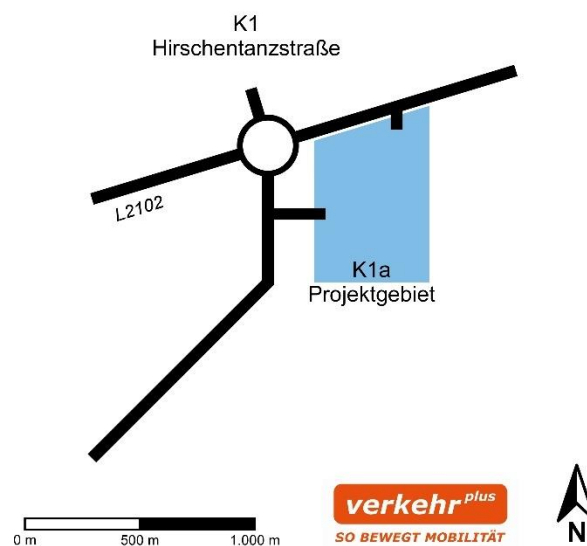 K1
Hirschentanzstraße
L2102
K1a
Projektgebiet
0 m 500 m 1.000 m
verkehr plus
SO BEWEGT MOBILITÄT
N